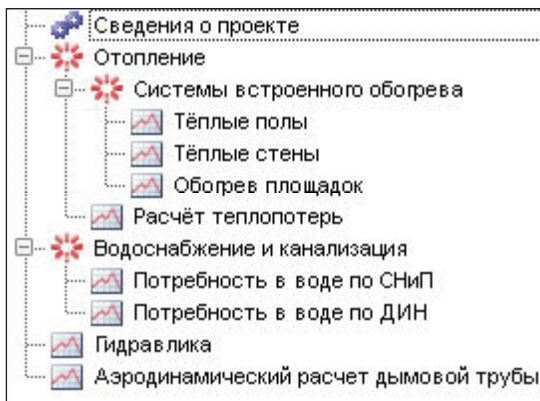 Сведения о проекте
Отопление
Системы встроенного обогрева
Тёплые полы
Тёплые стены
Обогрев площадок
Расчёт теплопотерь
Водоснабжение и канализация
Потребность в воде по СНиП
Потребность в воде по ДИН
Гидравлика
Аэродинамический расчет дымовой трубы